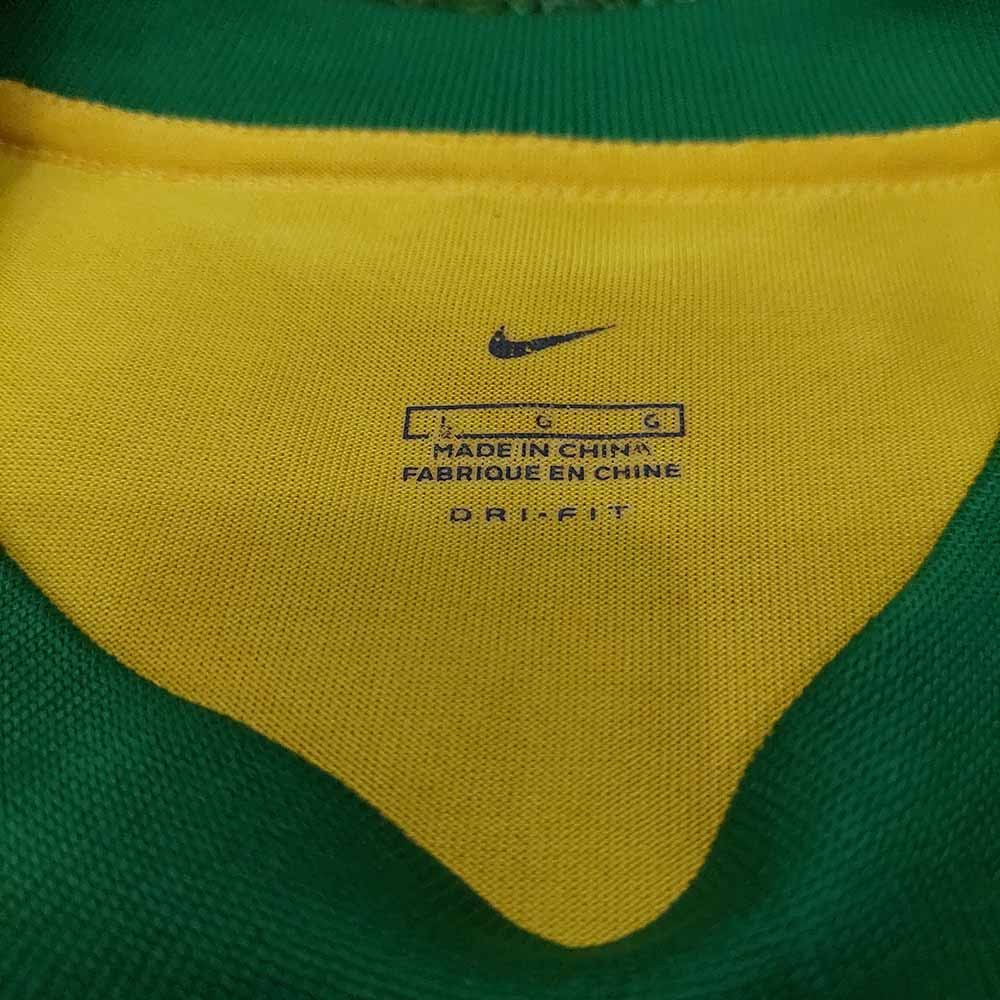 L G G
MADE IN CHINA
FABRIQUE EN CHINE
DRI-FIT